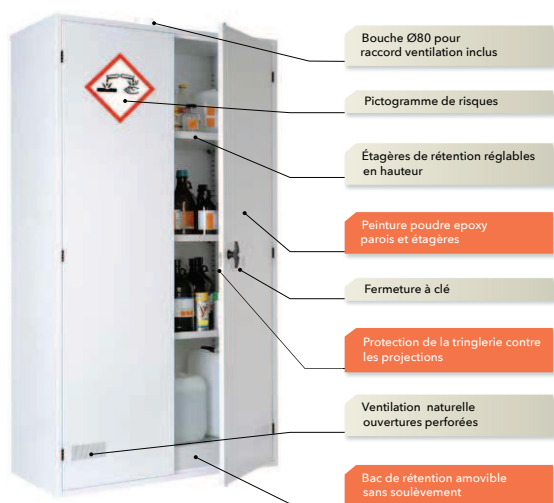 Bouche Ø80 pour
raccord ventilation inclus
Pictogramme de risques
Étagères de rétention réglables
en hauteur
Peinture poudre epoxy
parois et étagères
Fermeture à clé
Protection de la tringlerie contre
les projections
Ventilation naturelle
ouvertures perforées
Bac de rétention amovible
sans soulèvement